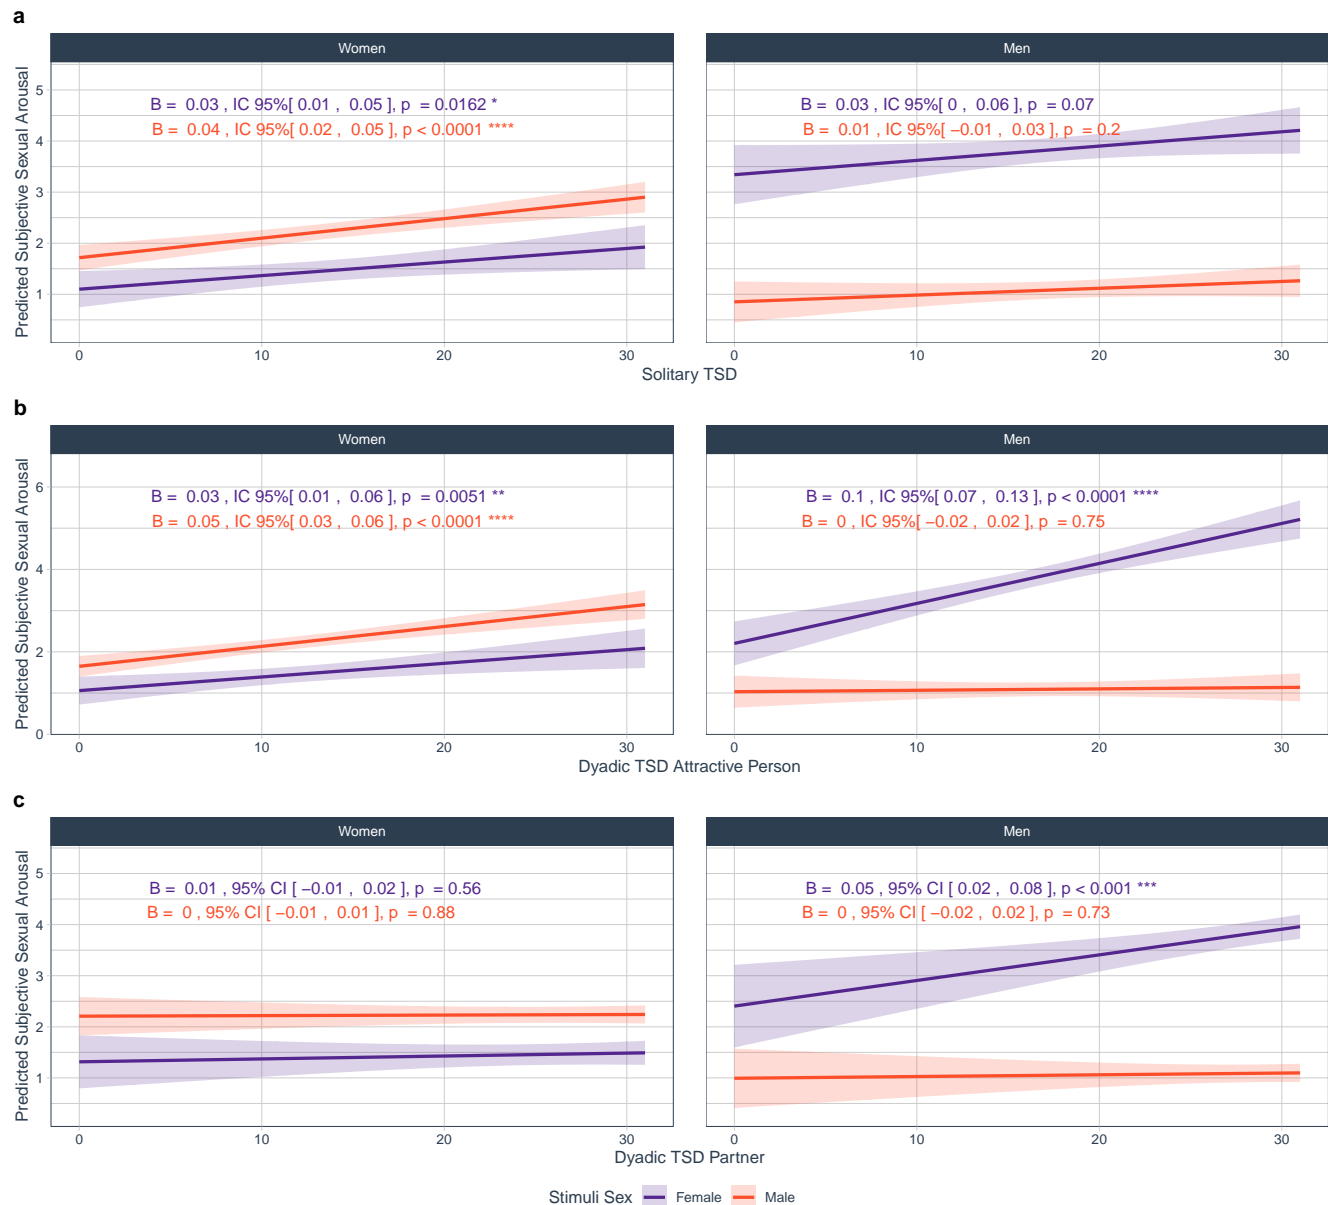 a
Women
Men
Predicted Subjective Sexual Arousal
5
4
3
2
1
B = 0.03 , IC 95%[ 0.01 , 0.05 ], p = 0.0162 *
B = 0.04 , IC 95%[ 0.02 , 0.05 ], p < 0.0001 ****
B = 0.03 , IC 95%[ 0 , 0.06 ], p = 0.07
B = 0.01 , IC 95%[ −0.01 , 0.03 ], p = 0.2
0 10 20 30
0 10 20 30
Solitary TSD
b
Women
Men
Predicted Subjective Sexual Arousal
6
4
2
0
B = 0.03 , IC 95%[ 0.01 , 0.06 ], p = 0.0051 **
B = 0.05 , IC 95%[ 0.03 , 0.06 ], p < 0.0001 ****
B = 0.1 , IC 95%[ 0.07 , 0.13 ], p < 0.0001 ****
B = 0 , IC 95%[ −0.02 , 0.02 ], p = 0.75
0 10 20 30
0 10 20 30
Dyadic TSD Attractive Person
c
Women
Men
Predicted Subjective Sexual Arousal
5
4
3
2
1
B = 0.01 , 95% CI [ −0.01 , 0.02 ], p = 0.56
B = 0 , 95% CI [ −0.01 , 0.01 ], p = 0.88
B = 0.05 , 95% CI [ 0.02 , 0.08 ], p < 0.001 ***
B = 0 , 95% CI [ −0.02 , 0.02 ], p = 0.73
0 10 20 30
0 10 20 30
Dyadic TSD Partner
Stimuli Sex Female Male